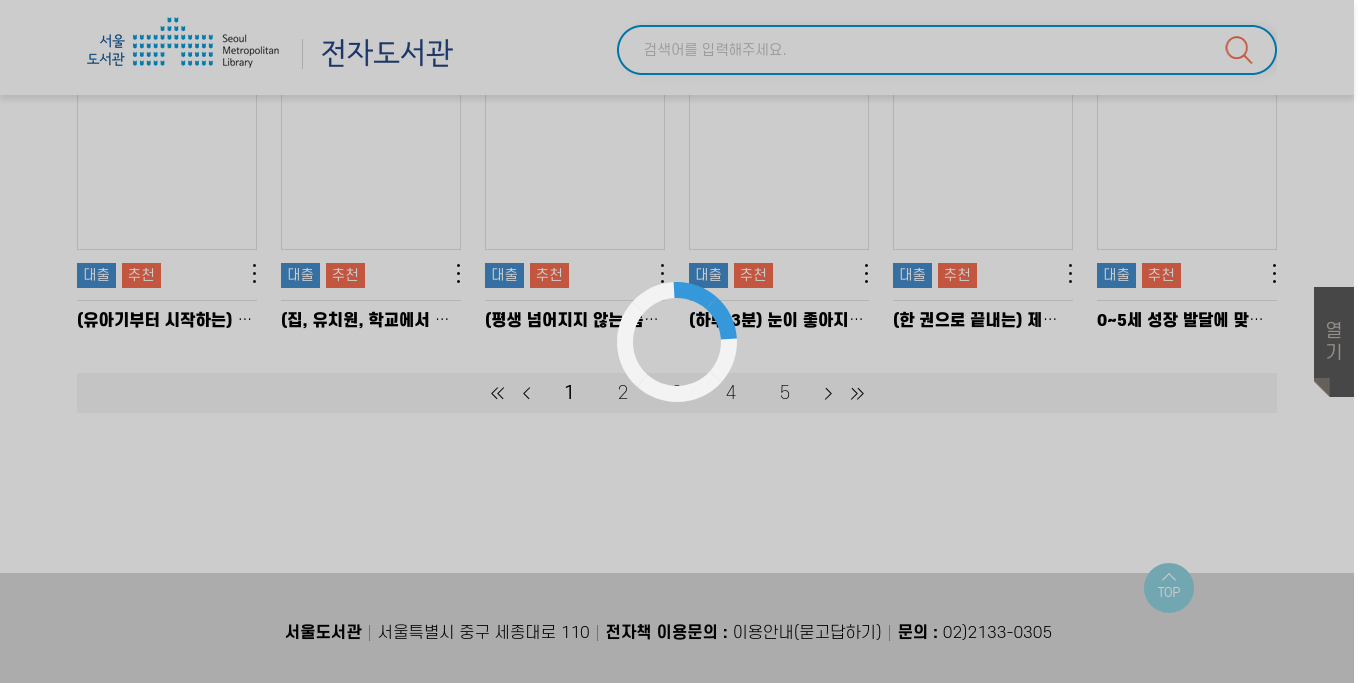 서울
도서관
Seoul
Metropolitan
Library
전자도서관
검색어를 입력해주세요.
대출 추천 대출 추천 대출 추천 대출 추천 대출 추천 대출 추천
(유아기부터 시작하는) …
(집, 유치원, 학교에서 …
(평생 넘어지지 않는 …
(하루 3분) 눈이 좋아지…
(한 권으로 끝내는) 제…
0~5세 성장 발달에 맞…
1 2 4 5
열
기
TOP
서울도서관 | 서울특별시 중구 세종대로 110 | 전자책 이용문의 : 이용안내(묻고답하기) | 문의 : 02)2133-0305